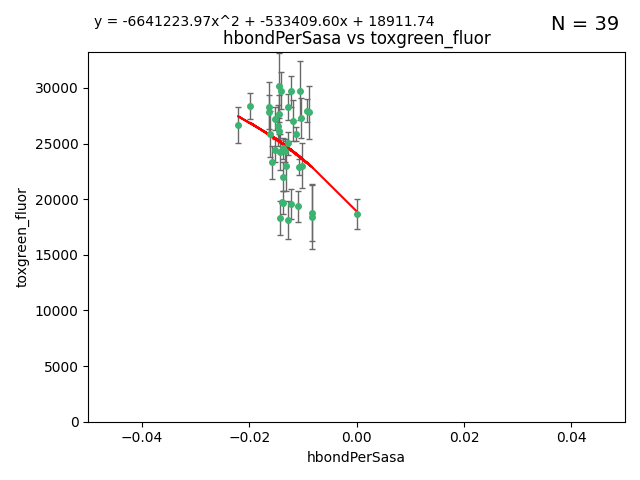 y = -6641223.97x^2 + -533409.60x + 18911.74
N = 39
hbondPerSasa vs toxgreen_fluor
toxgreen_fluor
30000
25000
20000
15000
10000
5000
0
−0.04
−0.02
0.00
0.02
0.04
hbondPerSasa